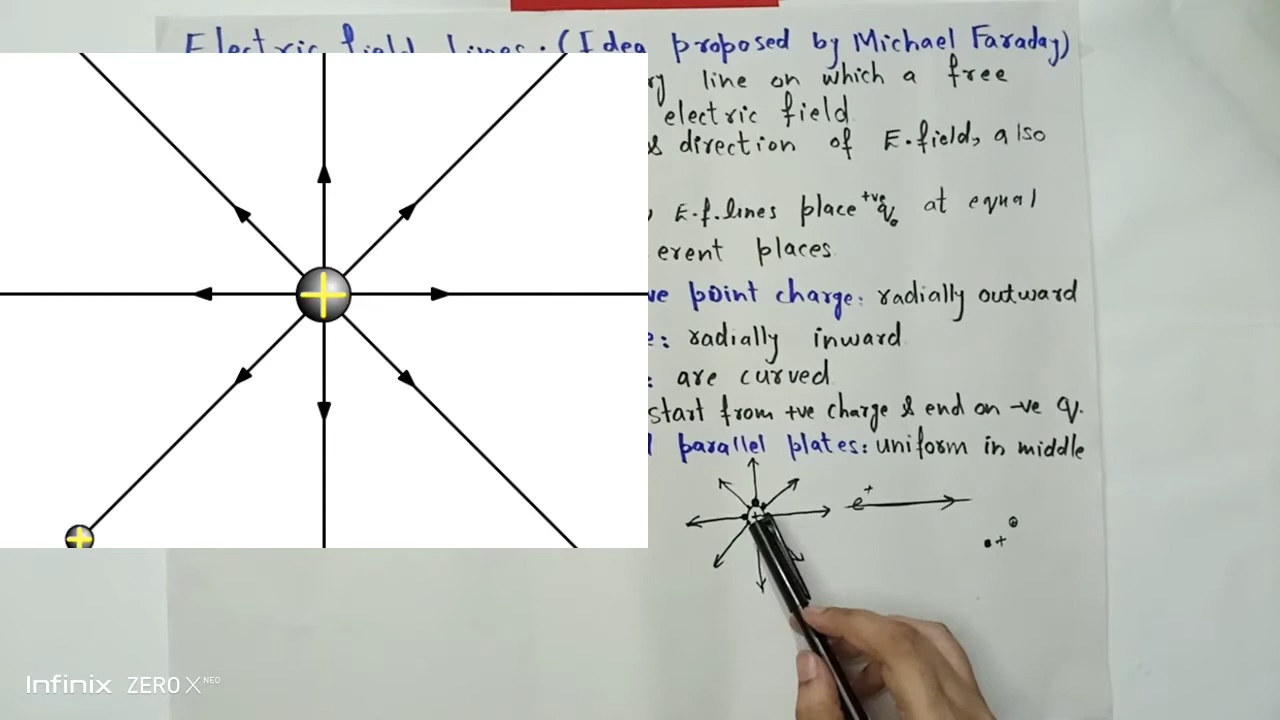 Electric field lines. (Idea proposed by Michael Faraday)
line on which a free
electric field
direction of E.field, also
E.f.lines place +ve q₀ at equal
erent places
ve point charge: radially outward
e: radially inward
: are curved
start from +ve charge & end on -ve q.
parallel plates: uniform in middle
+
e+
+
+
+
Infinix ZERO X NEO